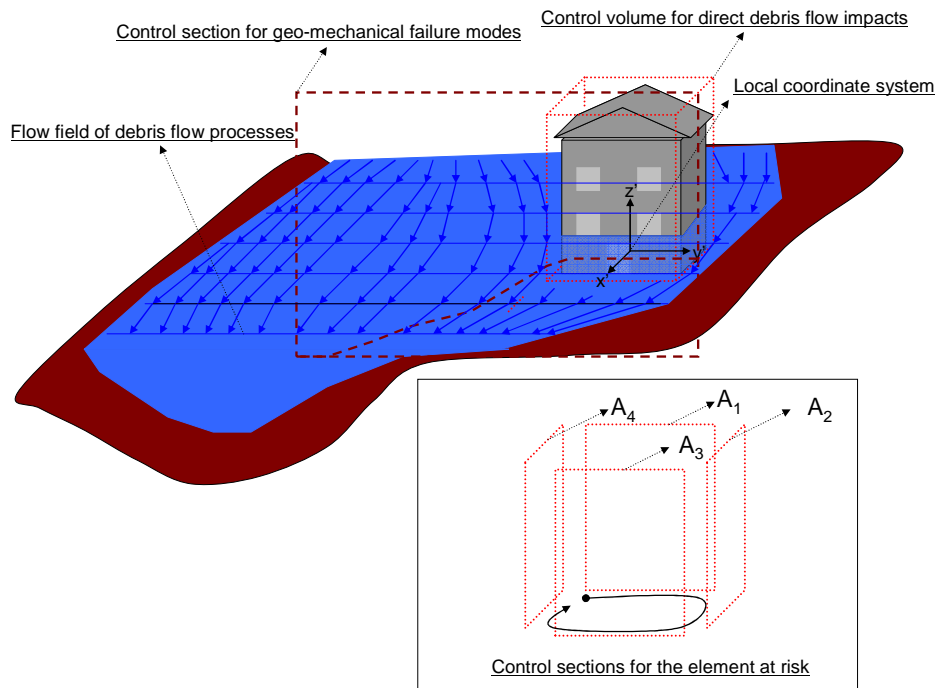 Control section for geo-mechanical failure modes
Control volume for direct debris flow impacts
Local coordinate system
Flow field of debris flow processes
z'
y'
x'
A4
A1
A2
A3
Control sections for the element at risk